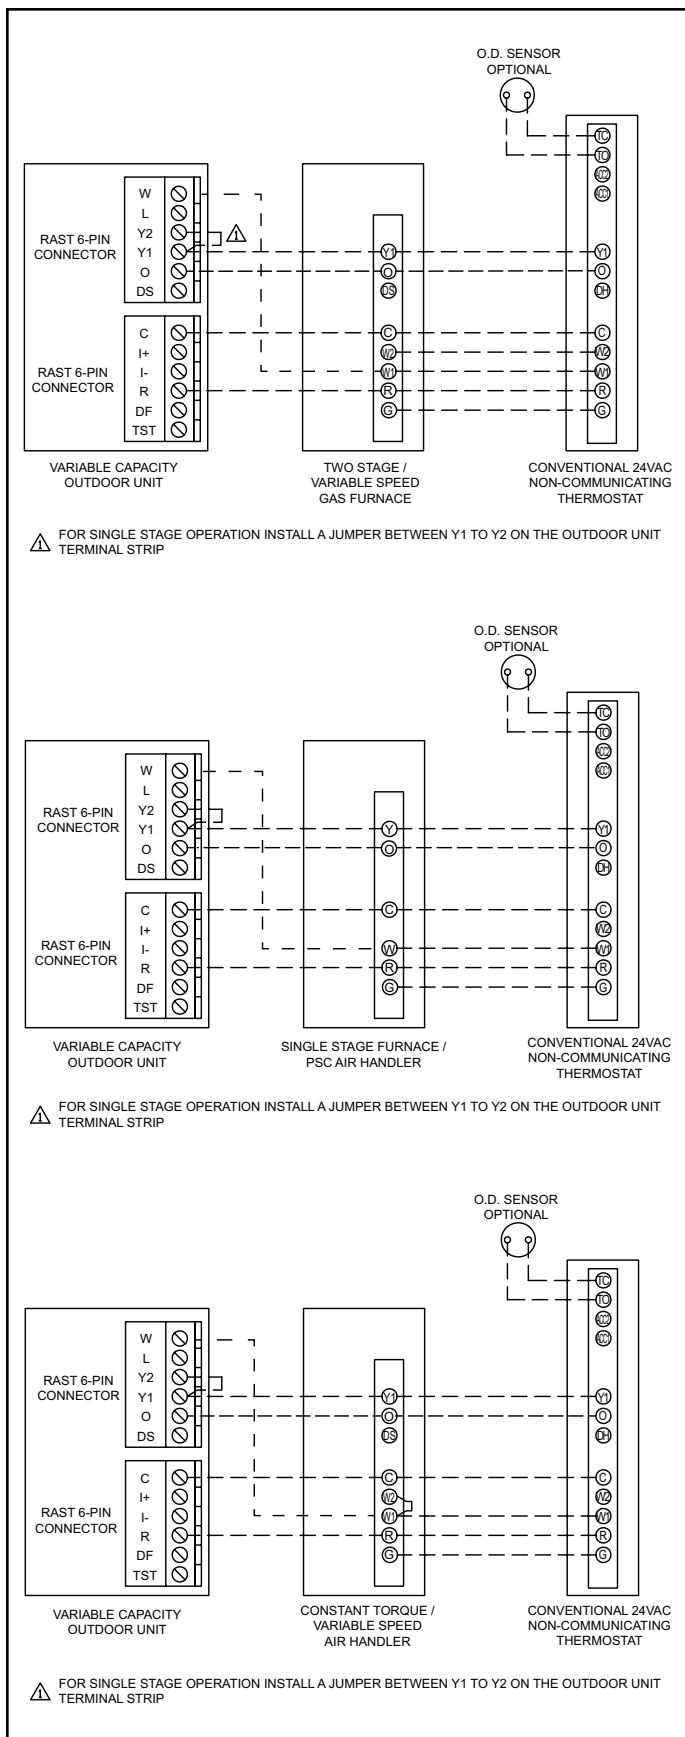 O.D. SENSOR
OPTIONAL
TC
TO
ACC2
ACC1
W
L
Y2
Y1
O
DS
RAST 6-PIN
CONNECTOR
1
Y1
O
DS
Y1
O
DH
C
I+
I-
R
DF
TST
RAST 6-PIN
CONNECTOR
C
W2
W1
R
G
C
W2
W1
R
G
VARIABLE CAPACITY
OUTDOOR UNIT
TWO STAGE /
VARIABLE SPEED
GAS FURNACE
CONVENTIONAL 24VAC
NON-COMMUNICATING
THERMOSTAT
1
FOR SINGLE STAGE OPERATION INSTALL A JUMPER BETWEEN Y1 TO Y2 ON THE OUTDOOR UNIT
TERMINAL STRIP
O.D. SENSOR
OPTIONAL
TC
TO
ACC2
ACC1
W
L
Y2
Y1
O
DS
RAST 6-PIN
CONNECTOR
Y
O
Y1
O
DH
C
I+
I-
R
DF
TST
RAST 6-PIN
CONNECTOR
C
W
R
G
C
W2
W1
R
G
VARIABLE CAPACITY
OUTDOOR UNIT
SINGLE STAGE FURNACE /
PSC AIR HANDLER
CONVENTIONAL 24VAC
NON-COMMUNICATING
THERMOSTAT
1
FOR SINGLE STAGE OPERATION INSTALL A JUMPER BETWEEN Y1 TO Y2 ON THE OUTDOOR UNIT
TERMINAL STRIP
O.D. SENSOR
OPTIONAL
TC
TO
ACC2
ACC1
W
L
Y2
Y1
O
DS
RAST 6-PIN
CONNECTOR
Y1
O
DS
Y1
O
DH
C
I+
I-
R
DF
TST
RAST 6-PIN
CONNECTOR
C
W2
W1
R
G
C
W2
W1
R
G
VARIABLE CAPACITY
OUTDOOR UNIT
CONSTANT TORQUE /
VARIABLE SPEED
AIR HANDLER
CONVENTIONAL 24VAC
NON-COMMUNICATING
THERMOSTAT
1
FOR SINGLE STAGE OPERATION INSTALL A JUMPER BETWEEN Y1 TO Y2 ON THE OUTDOOR UNIT
TERMINAL STRIP